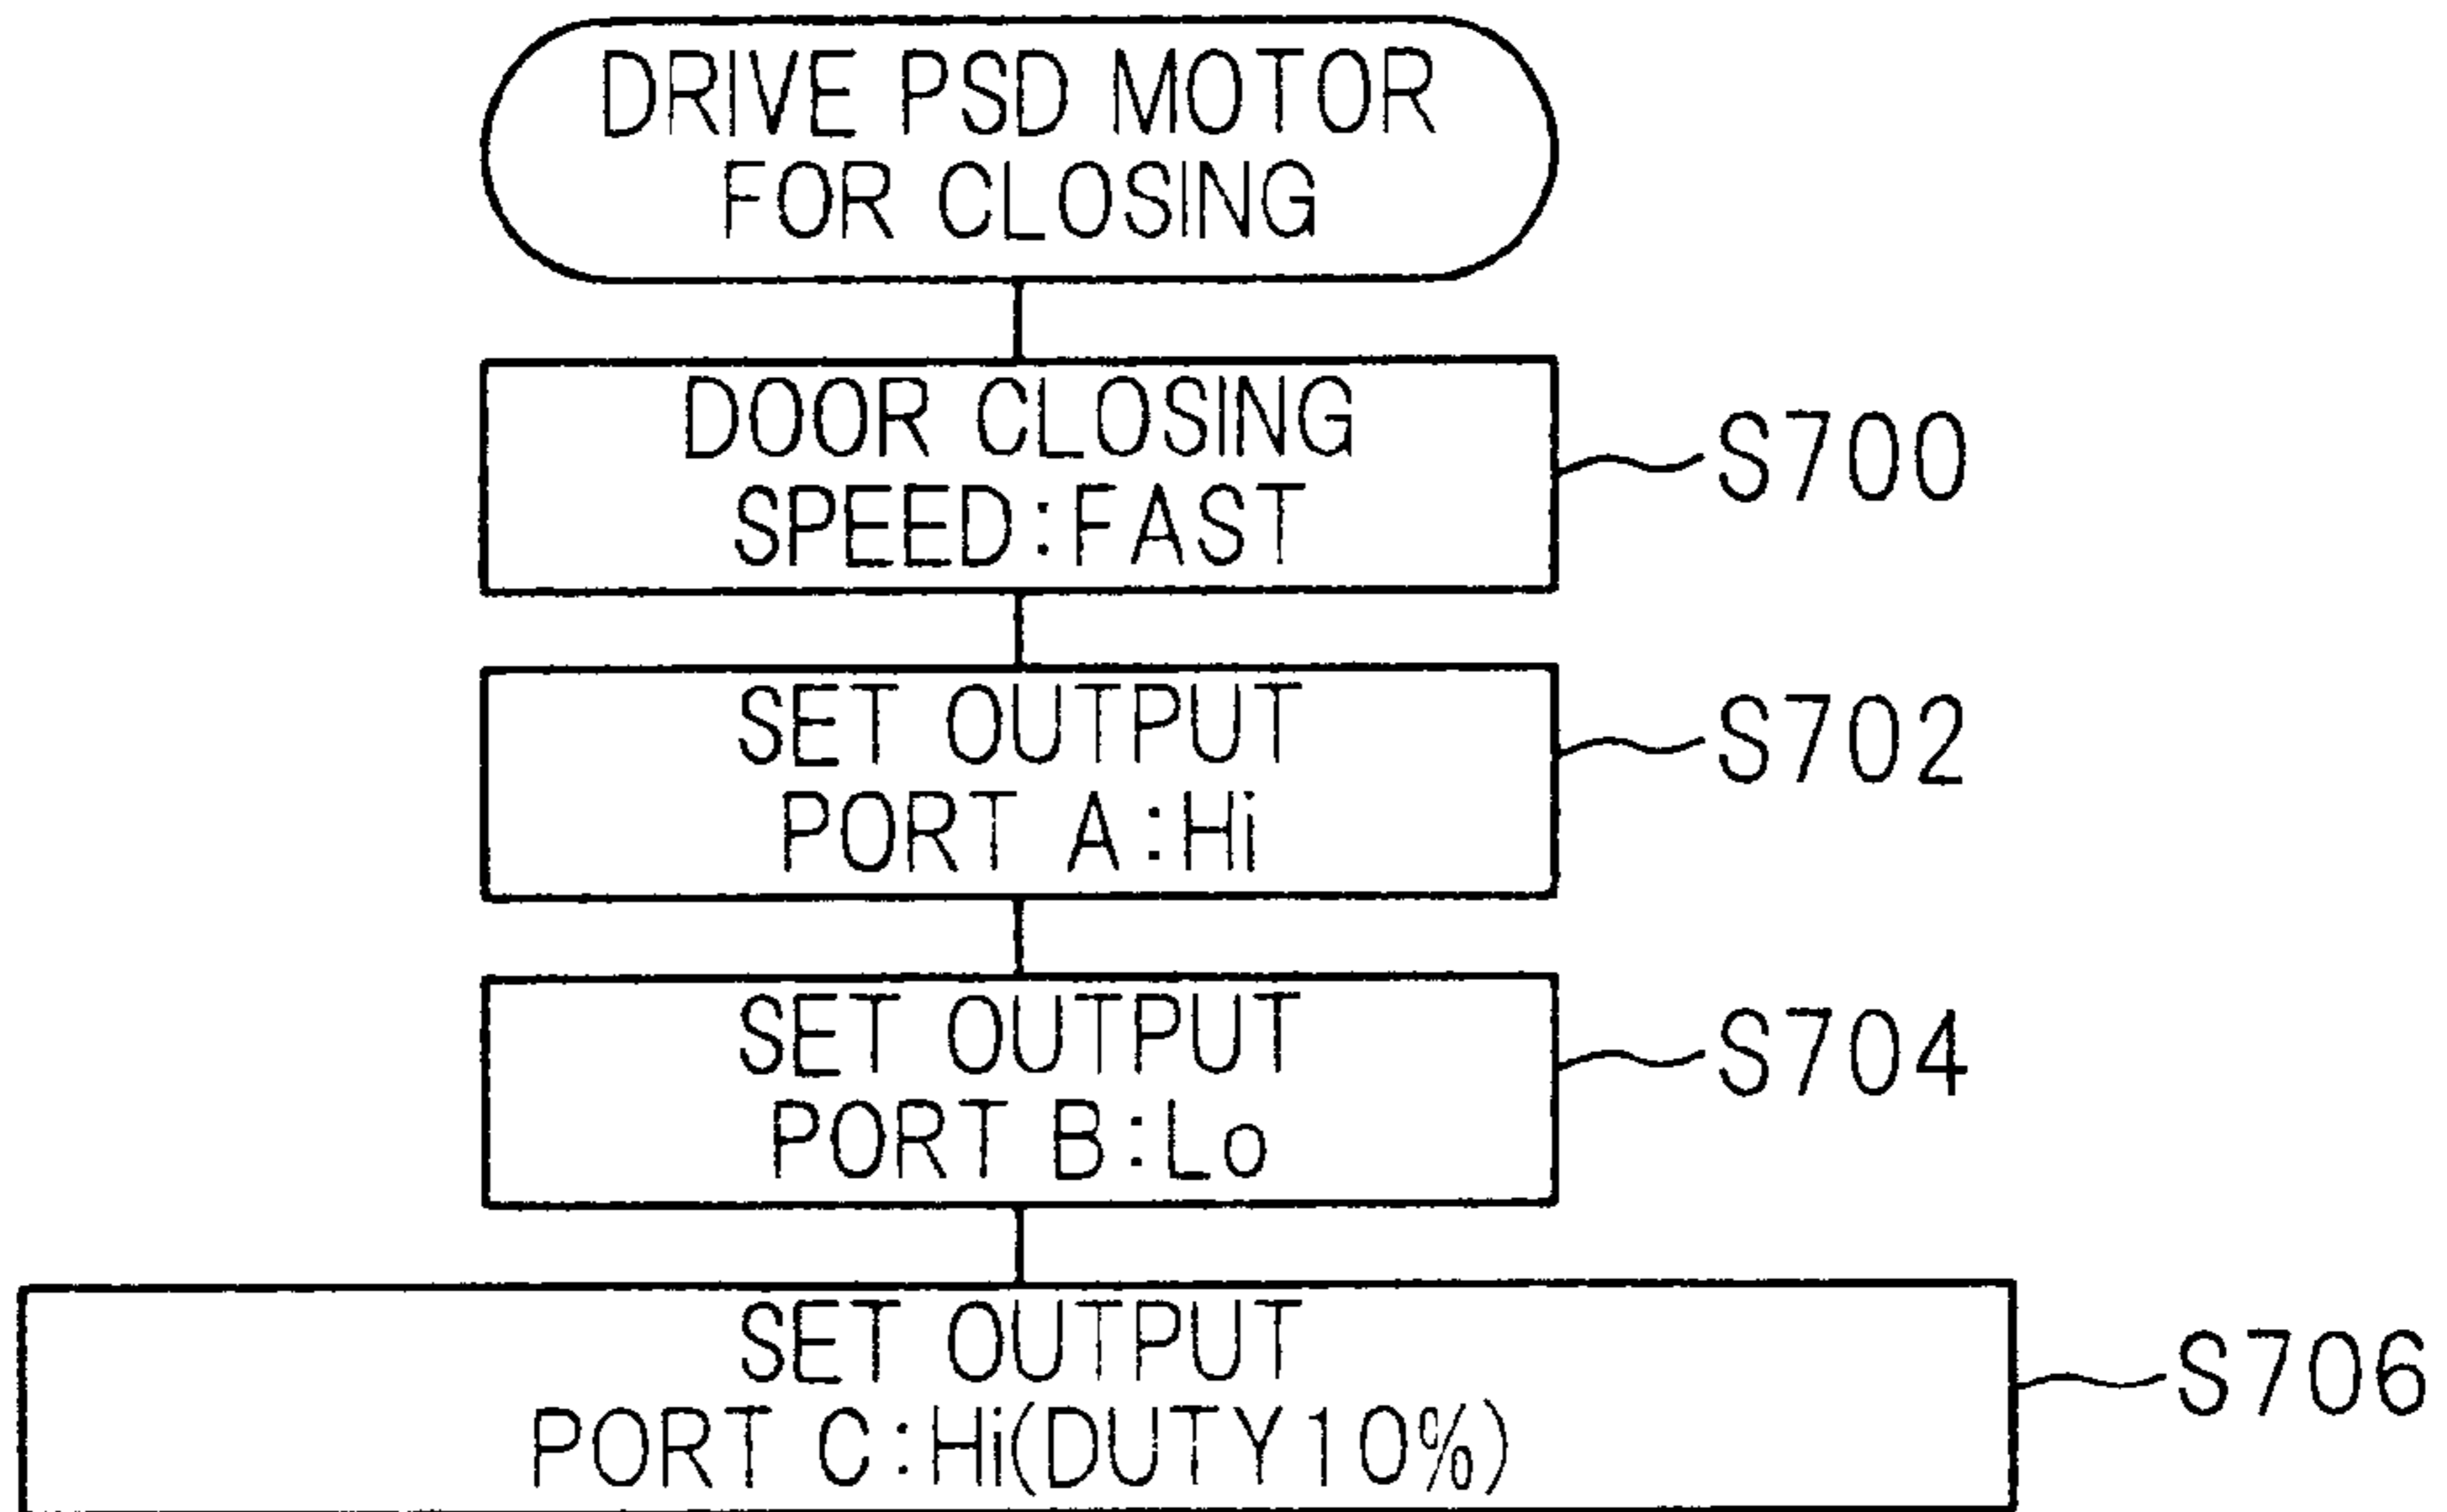 DRIVE PSD MOTOR
FOR CLOSING
DOOR CLOSING
SPEED:FAST
S700
SET OUTPUT
PORT A:Hi
S702
SET OUTPUT
PORT B:Lo
S704
SET OUTPUT
PORT C:Hi(DUTY10%)
S706